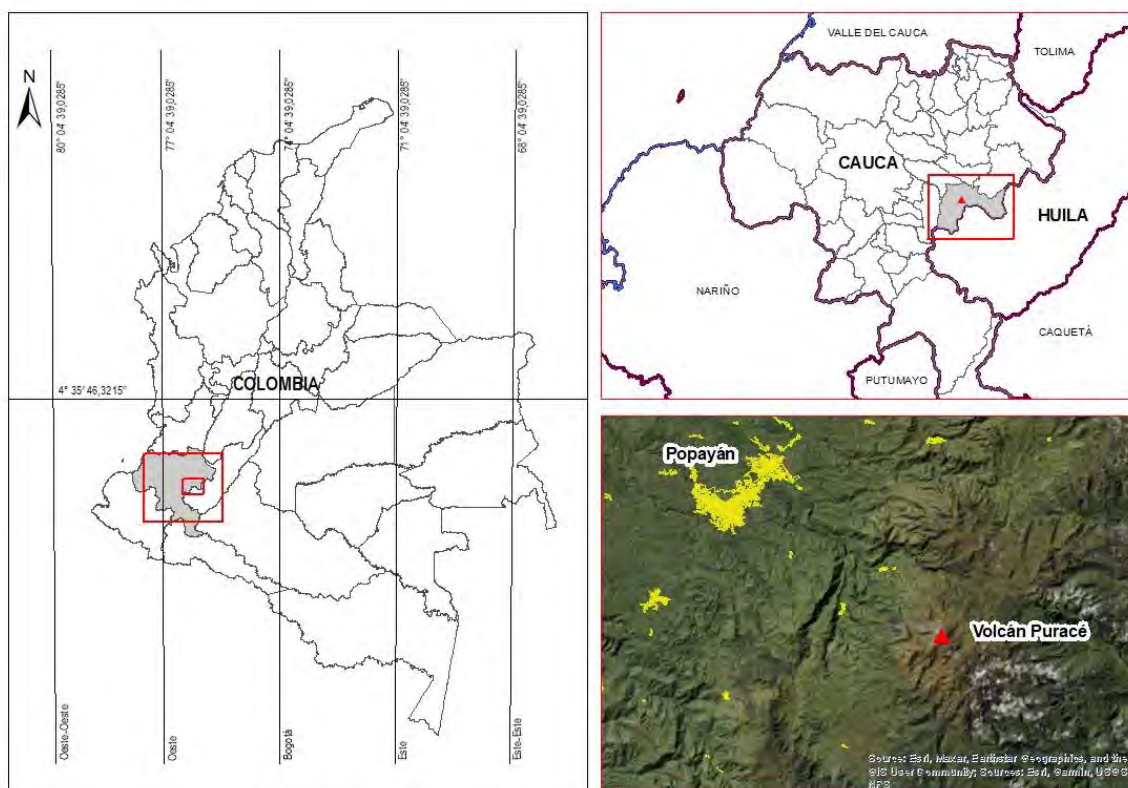 N
80° 04' 39,0285"
77° 04' 39,0285"
74° 04' 39,0285"
71° 04' 39,0285"
68° 04' 39,0285"
COLOMBIA
4° 35' 46,3215"
Oeste-Oeste
Oeste
Bogotá
Este
Este-Este
VALLE DEL CAUCA
TOLIMA
CAUCA
HUILA
NARIÑO
CAQUETÁ
PUTUMAYO
Popayán
Volcán Puracé
Source: Esri, Maxar, Earthstar Geographics, and the
GIS User Community; Sources: Esri, Garmin, USGS
NPS